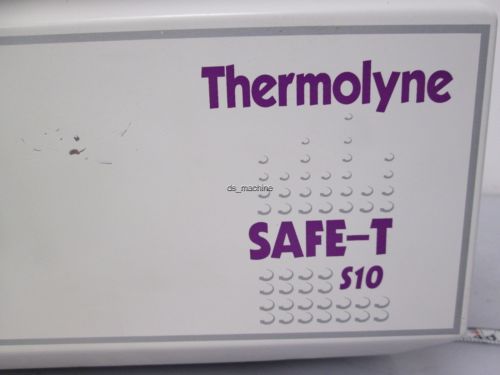 Thermolyne
ds_machine
SAFE-T
S10